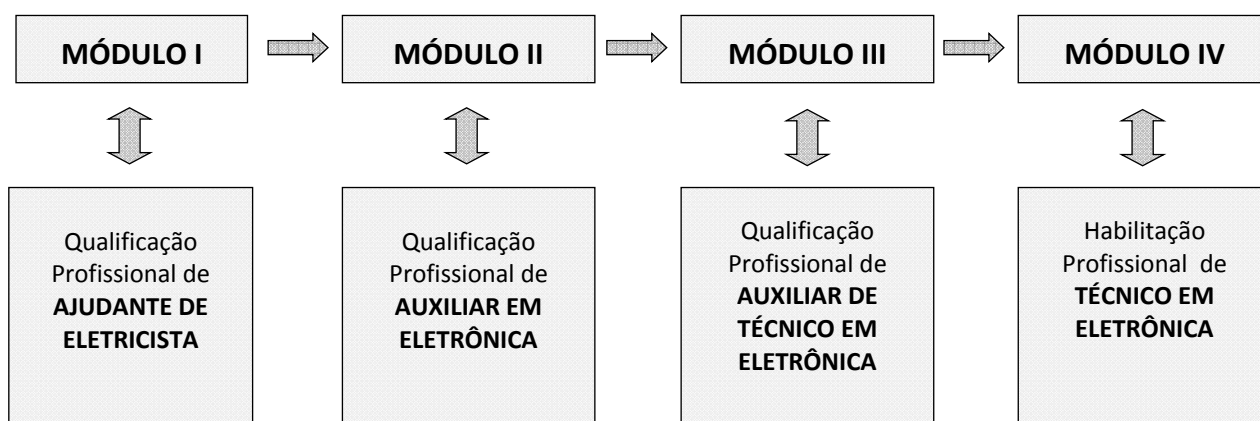 MÓDULO I
MÓDULO II
MÓDULO III
MÓDULO IV
Qualificação
Profissional de
AJUDANTE DE
ELETRICISTA
Qualificação
Profissional de
AUXILIAR EM
ELETRÔNICA
Qualificação
Profissional de
AUXILIAR DE
TÉCNICO EM
ELETRÔNICA
Habilitação
Profissional de
TÉCNICO EM
ELETRÔNICA